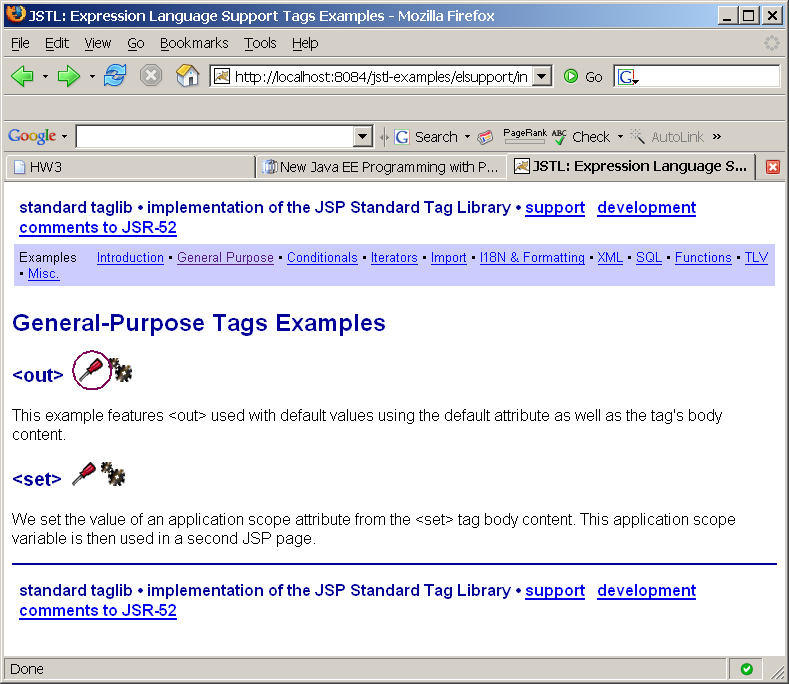 JSTL: Expression Language Support Tags Examples - Mozilla Firefox
File Edit View Go Bookmarks Tools Help
http://localhost:8084/jstl-examples/elsupport/in Go G
Google G Search PageRank ABC Check AutoLink »
HW3 New Java EE Programming with P... JSTL: Expression Language S...
standard taglib • implementation of the JSP Standard Tag Library • support development
comments to JSR-52
Examples Introduction • General Purpose • Conditionals • Iterators • Import • I18N & Formatting • XML • SQL • Functions • TLV
• Misc.
General-Purpose Tags Examples
<out>
This example features <out> used with default values using the default attribute as well as the tag's body
content.
<set>
We set the value of an application scope attribute from the <set> tag body content. This application scope
variable is then used in a second JSP page.
standard taglib • implementation of the JSP Standard Tag Library • support development
comments to JSR-52
Done